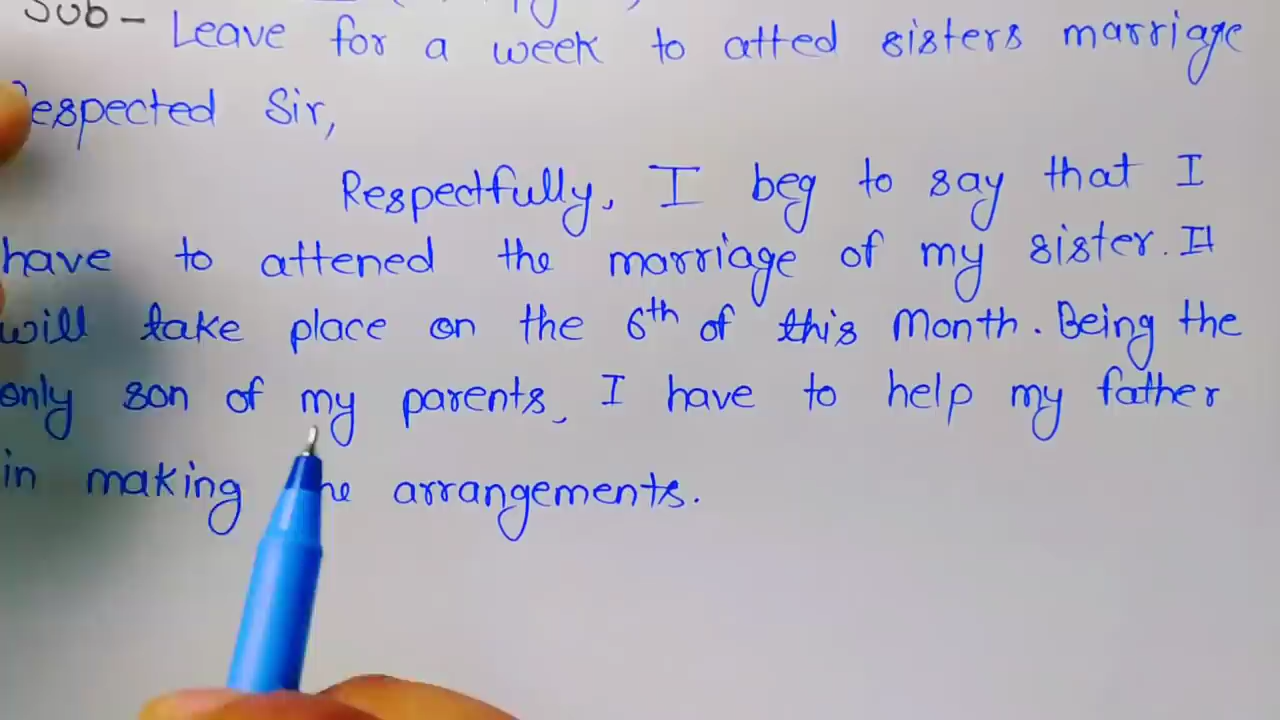 Sub - Leave for a week to atted sisters marriage
Respected Sir,
Respectfully, I beg to say that I
have to attened the marriage of my sister. It
will take place on the 6th of this Month. Being the
only son of my parents, I have to help my father
in making the arrangements.